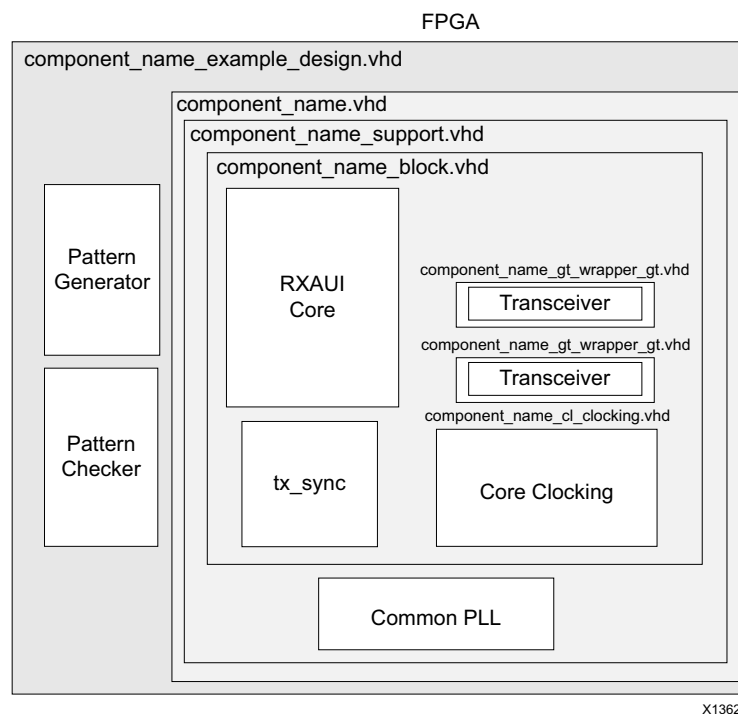 FPGA
component_name_example_design.vhd
component_name.vhd
component_name_support.vhd
component_name_block.vhd
Pattern
Generator
RXAUI
Core
component_name_gt_wrapper_gt.vhd
Transceiver
component_name_gt_wrapper_gt.vhd
Transceiver
component_name_cl_clocking.vhd
Pattern
Checker
tx_sync
Core Clocking
Common PLL
X1362